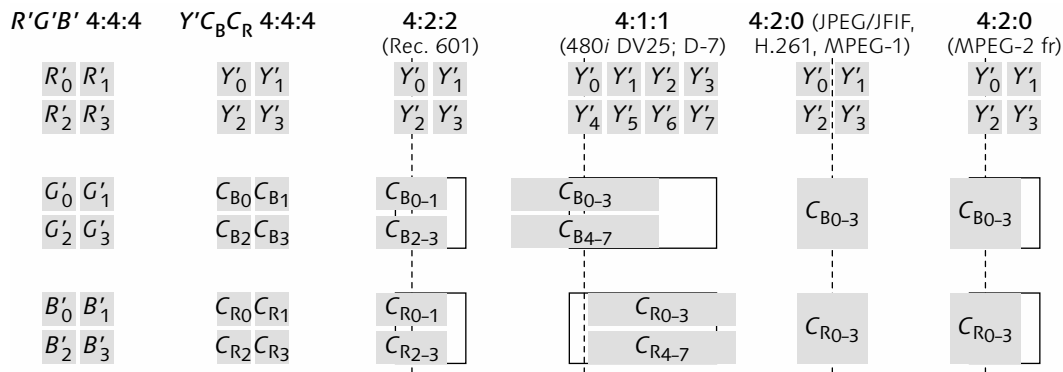 R'G'B' 4:4:4 Y'CBCR 4:4:4 4:2:2 4:1:1 4:2:0 (JPEG/JFIF, 4:2:0
(Rec. 601) (480i DV25; D-7) H.261, MPEG-1) (MPEG-2 fr)
R'0 R'1 Y'0 Y'1 Y'0 Y'1 Y'0 Y'1 Y'2 Y'3 Y'0 Y'1 Y'0 Y'1
R'2 R'3 Y'2 Y'3 Y'2 Y'3 Y'4 Y'5 Y'6 Y'7 Y'2 Y'3 Y'2 Y'3
G'0 G'1 CB0 CB1 CB0–1 CB0–3 CB0–3 CB0–3
G'2 G'3 CB2 CB3 CB2–3 CB4–7
B'0 B'1 CR0 CR1 CR0–1 CR0–3 CR0–3 CR0–3
B'2 B'3 CR2 CR3 CR2–3 CR4–7